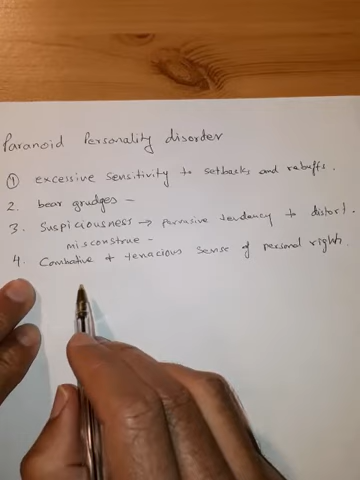 Paranoid Personality disorder
① excessive sensitivity to setbacks and rebuffs.
2. bear grudges -
3. Suspiciousness → pervasive tendency to distort.
misconstrue -
4. Combative + tenacious sense of personal rights.